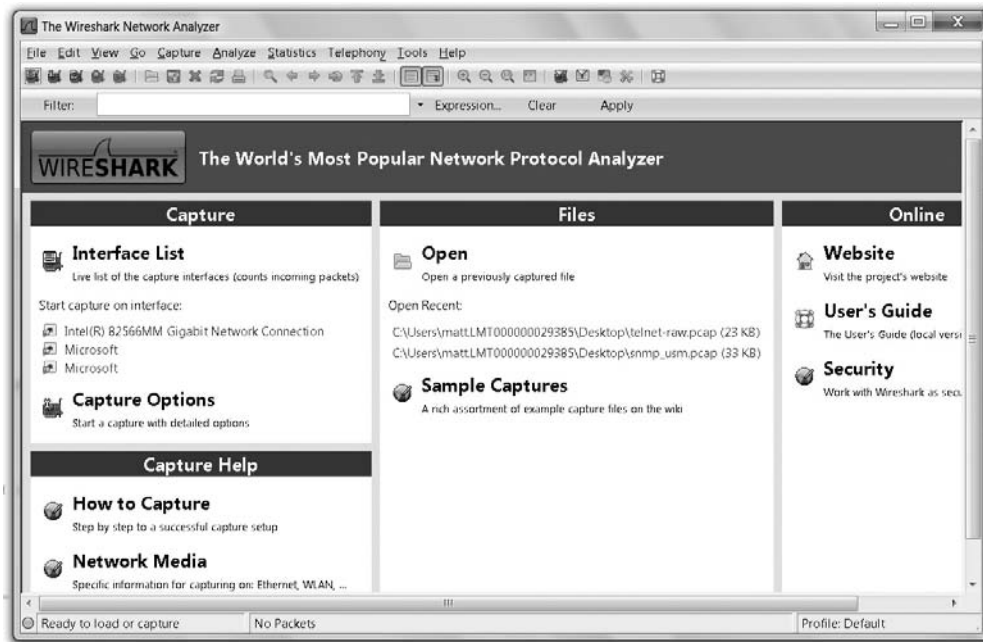 The Wireshark Network Analyzer
File Edit View Go Capture Analyze Statistics Telephony Tools Help
Filter:
Expression... Clear Apply
WIRESHARK
The World's Most Popular Network Protocol Analyzer
Capture
Interface List
Live list of the capture interfaces (counts incoming packets)
Start capture on interface:
Intel(R) 82566MM Gigabit Network Connection
Microsoft
Microsoft
Capture Options
Start a capture with detailed options
Capture Help
How to Capture
Step by step to a successful capture setup
Network Media
Specific information for capturing on: Ethernet, WLAN, ...
Files
Open
Open a previously captured file
Open Recent:
C:\Users\matt.LMT000000029385\Desktop\telnet-raw.pcap (23 KB)
C:\Users\matt.LMT000000029385\Desktop\snmp_usm.pcap (33 KB)
Sample Captures
A rich assortment of example capture files on the wiki
Online
Website
Visit the project's website
User's Guide
The User's Guide (local versi
Security
Work with Wireshark as secu
Ready to load or capture
No Packets
Profile: Default